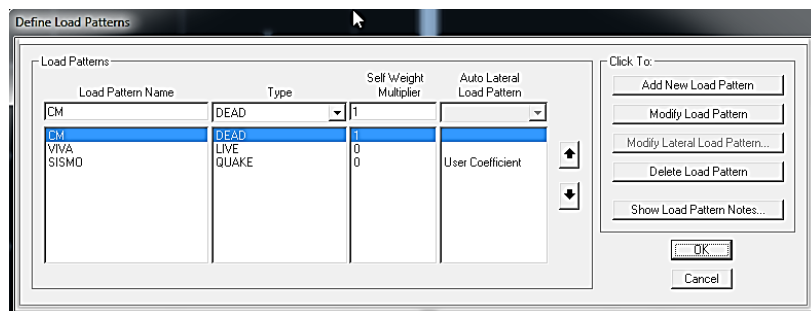 Define Load Patterns
Load Patterns
Load Pattern Name Type Self Weight Multiplier Auto Lateral Load Pattern
CM DEAD 1
CM DEAD 1
VIVA LIVE 0
SISMO QUAKE 0 User Coefficient
Click To:
Add New Load Pattern
Modify Load Pattern
Modify Lateral Load Pattern...
Delete Load Pattern
Show Load Pattern Notes...
OK
Cancel